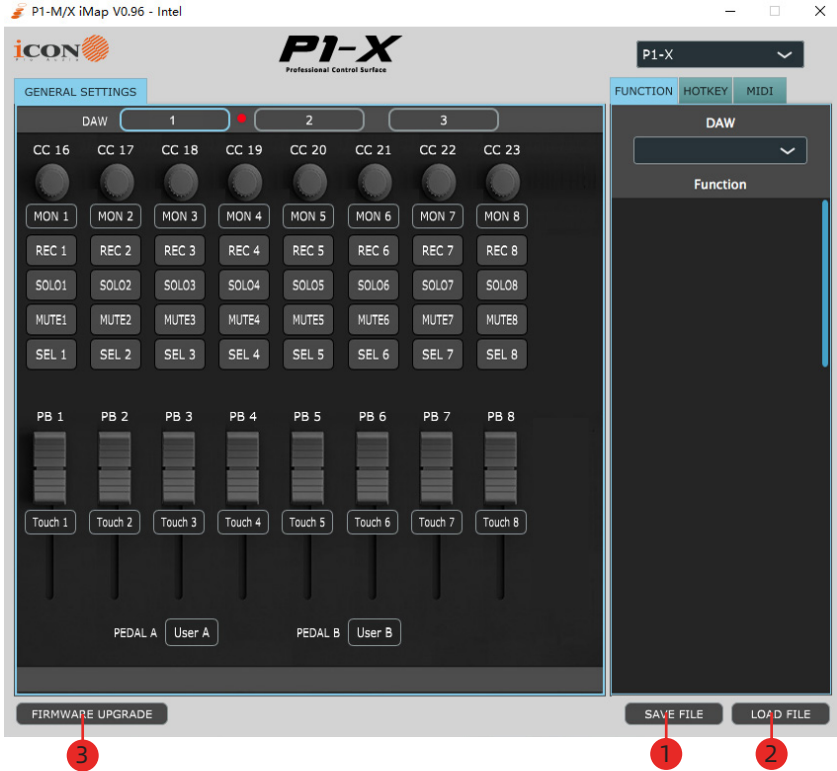 P1-M/X iMap V0.96 - Intel
iCON
Pro Audio
P1-X
Professional Control Surface
P1-X
GENERAL SETTINGS
FUNCTION HOTKEY MIDI
DAW 1 2 3
DAW
Function
CC 16 CC 17 CC 18 CC 19 CC 20 CC 21 CC 22 CC 23
MON 1 MON 2 MON 3 MON 4 MON 5 MON 6 MON 7 MON 8
REC 1 REC 2 REC 3 REC 4 REC 5 REC 6 REC 7 REC 8
SOLO1 SOLO2 SOLO3 SOLO4 SOLO5 SOLO6 SOLO7 SOLO8
MUTE1 MUTE2 MUTE3 MUTE4 MUTE5 MUTE6 MUTE7 MUTE8
SEL 1 SEL 2 SEL 3 SEL 4 SEL 5 SEL 6 SEL 7 SEL 8
PB 1 PB 2 PB 3 PB 4 PB 5 PB 6 PB 7 PB 8
Touch 1 Touch 2 Touch 3 Touch 4 Touch 5 Touch 6 Touch 7 Touch 8
PEDAL A User A PEDAL B User B
FIRMWARE UPGRADE SAVE FILE LOAD FILE
3 1 2